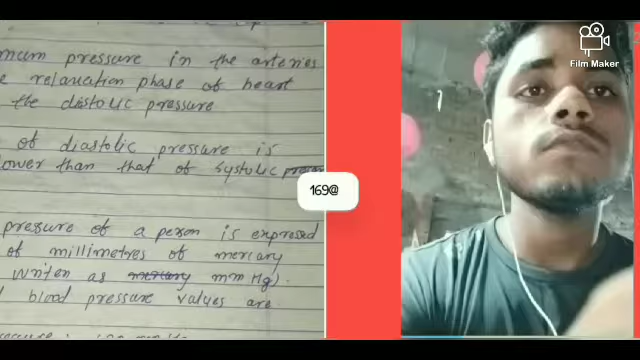 mum pressure in the arteries
e relaxation phase of heart
the diastolic pressure
of diastolic pressure is
lower than that of systolic
pressure of a person is expressed
of millimetres of mercury
writen as mercury mm Hg).
d blood pressure values are
169@
Film Maker